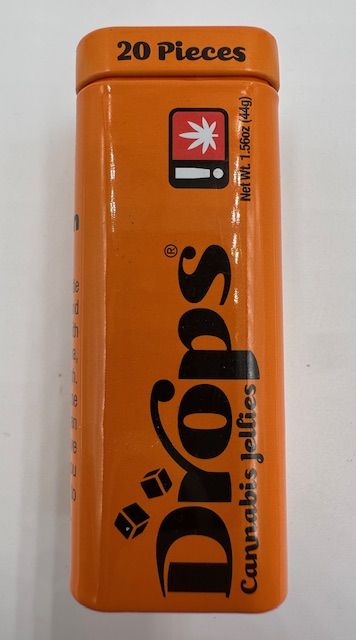 20 Pieces
Net Wt. 1.56oz (44g)
Drops®
Cannabis Jellies